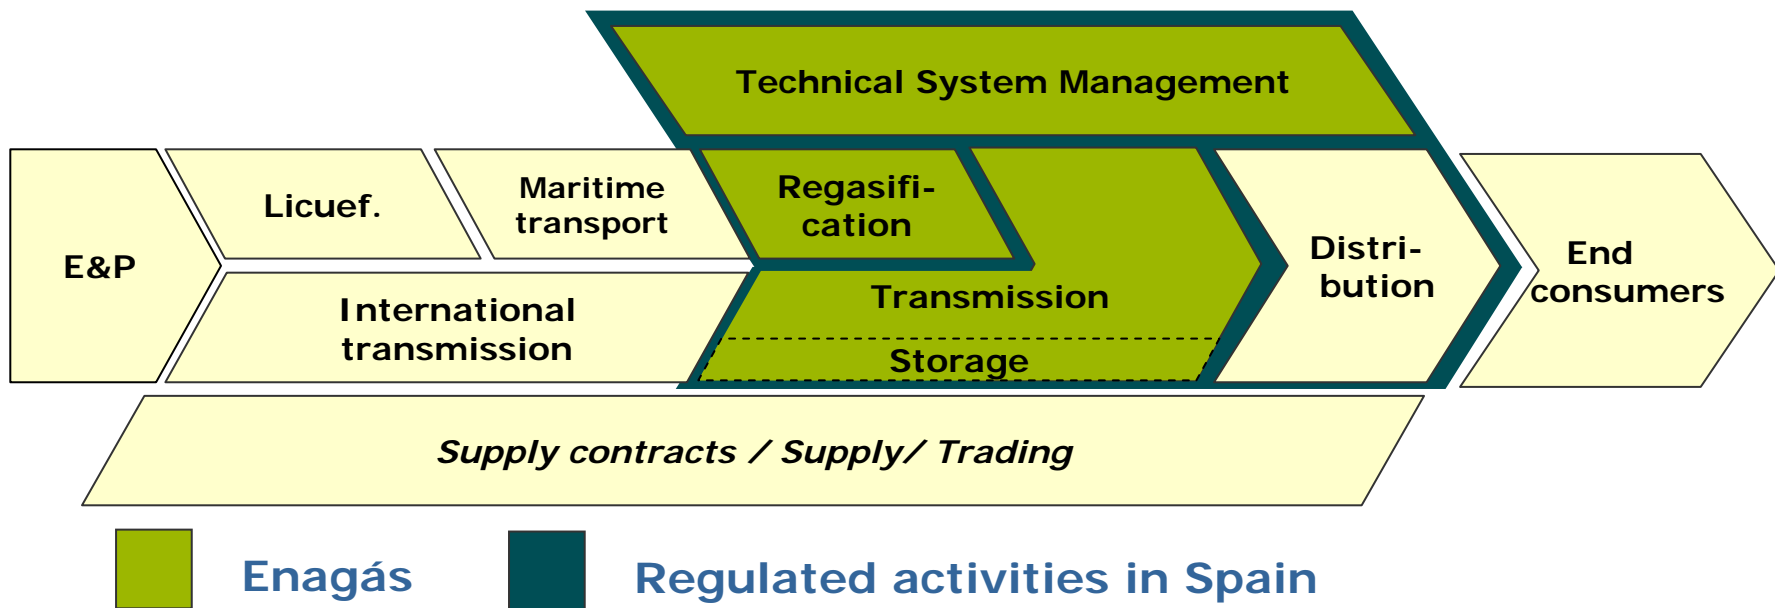 Technical System Management
E&P
Licuef.
Maritime
transport
Regasifi-
cation
International
transmission
Transmission
Storage
Distri-
bution
End
consumers
Supply contracts / Supply/ Trading
Enagás
Regulated activities in Spain